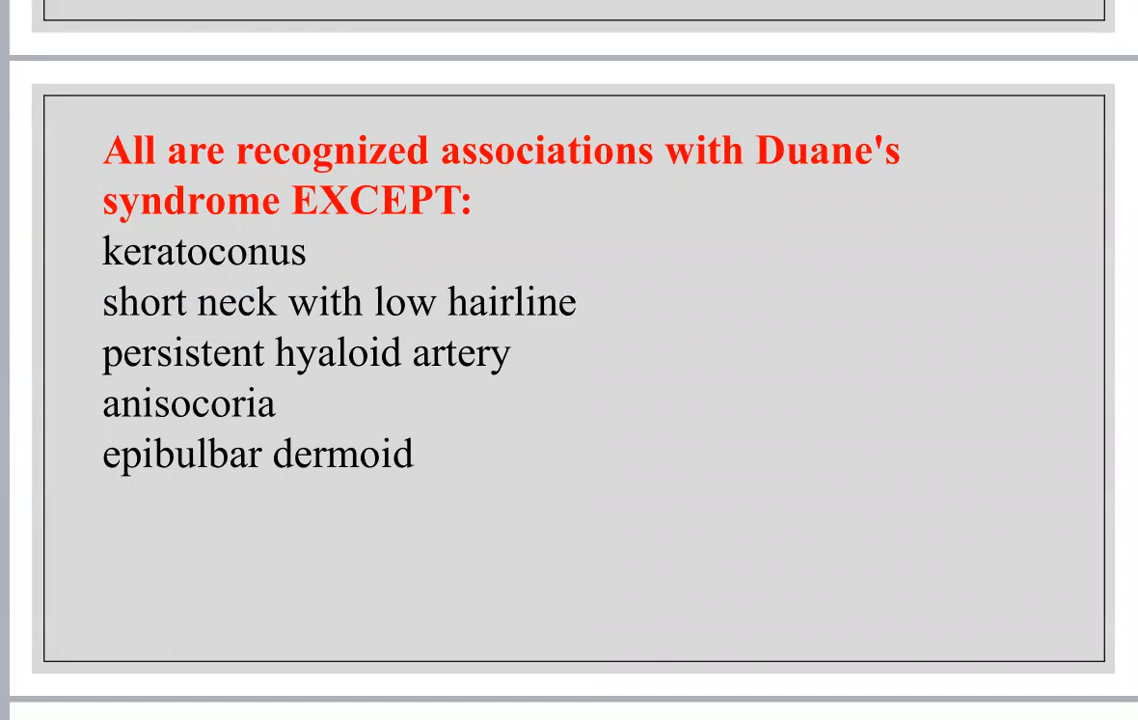 All are recognized associations with Duane's
syndrome EXCEPT:
keratoconus
short neck with low hairline
persistent hyaloid artery
anisocoria
epibulbar dermoid